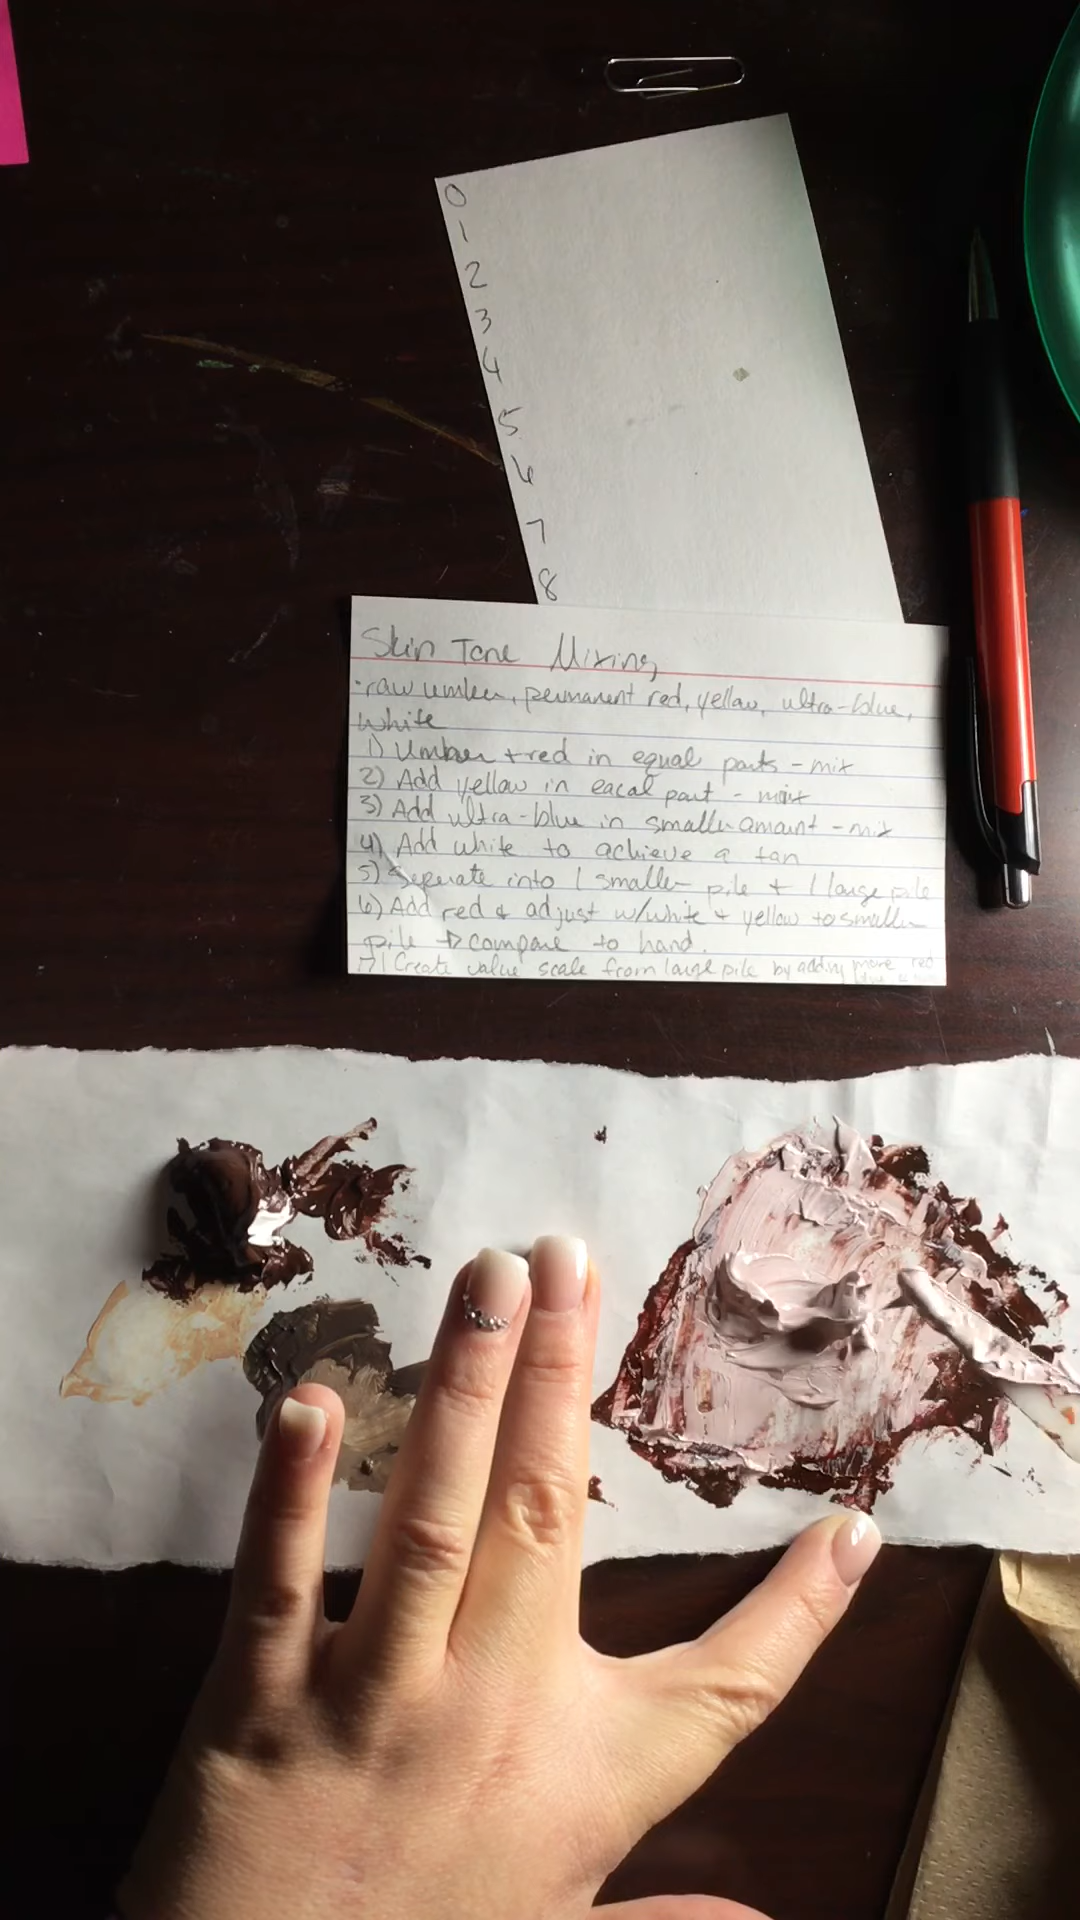 0
1
2
3
4
5
6
7
8
Skin Tone Mixing
·raw umber, permanent red, yellow, ultra-blue,
white
1) Umber + red in equal parts - mix
2) Add yellow in eacal part - mix
3) Add ultra-blue in smaller amount - mix
4) Add white to achieve a tan
5) Seperate into 1 smaller pile + 1 large pile
6) Add red & adjust w/white + yellow to smaller
pile → compare to hand.
7) Create value scale from large pile by adding more red